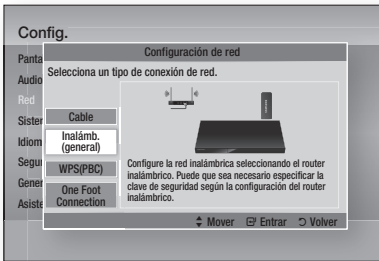 Config.
Configuración de red
Panta
Selecciona un tipo de conexión de red.
Audio
Red
Sister
Cable
Idiom
Inalámb.
(general)
Segui
WPS(PBC)
Gener
One Foot
Connection
Asiste
Configure la red inalámbrica seleccionando el router
inalámbrico. Puede que sea necesario especificar la
clave de seguridad según la configuración del router
inalámbrico.
Mover Entrar Volver